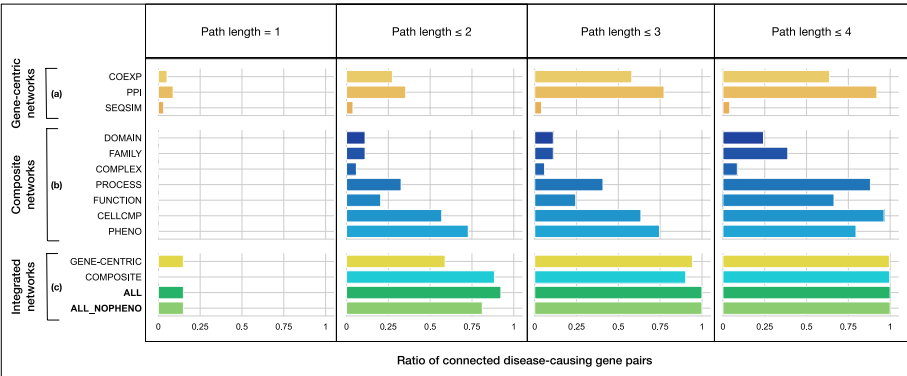 Path length = 1
Path length ≤ 2
Path length ≤ 3
Path length ≤ 4
Gene-centric
networks
(a)
COEXP
PPI
SEQSIM
Composite
networks
(b)
DOMAIN
FAMILY
COMPLEX
PROCESS
FUNCTION
CELLCMP
PHENO
Integrated
networks
(c)
GENE-CENTRIC
COMPOSITE
ALL
ALL_NOPHENO
0 0.25 0.5 0.75 1
0 0.25 0.5 0.75 1
0 0.25 0.5 0.75 1
0 0.25 0.5 0.75 1
Ratio of connected disease-causing gene pairs